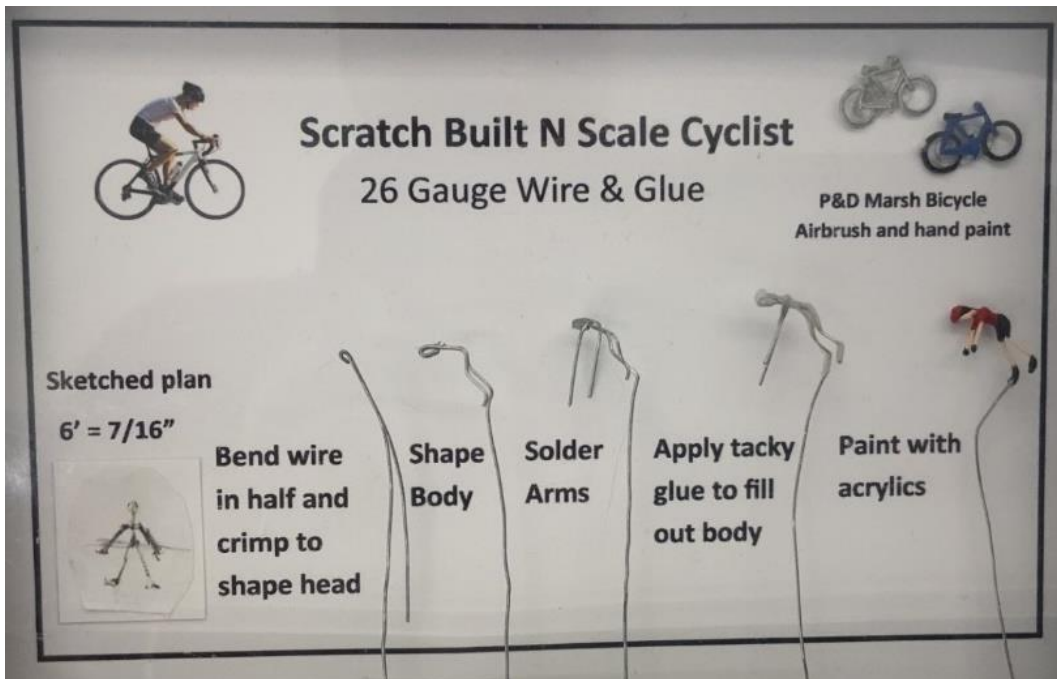 Scratch Built N Scale Cyclist
26 Gauge Wire & Glue
P&D Marsh Bicycle
Airbrush and hand paint
Sketched plan
6' = 7/16"
Bend wire
in half and
crimp to
shape head
Shape
Body
Solder
Arms
Apply tacky
glue to fill
out body
Paint with
acrylics